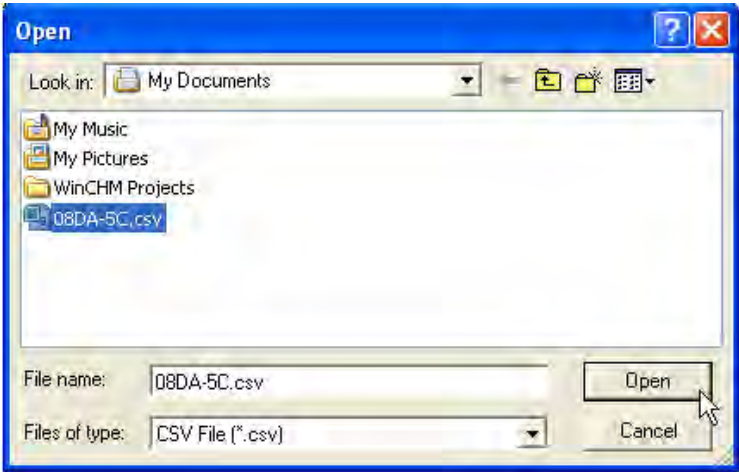 Open
Look in: My Documents
My Music
My Pictures
WinCHM Projects
08DA-5C.csv
File name: 08DA-5C.csv Open
Files of type: CSV File (*.csv) Cancel